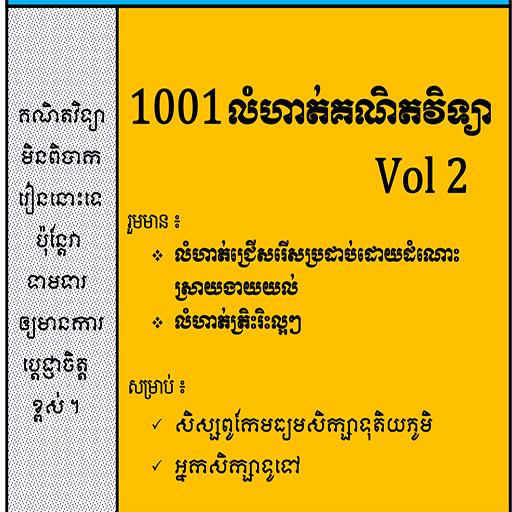 គណិតវិទ្យា
មិនពិបាក
រៀននោះទេ
ប៉ុន្តែវា
ទាមទារ
ឲ្យមានការ
ប្តេជ្ញាចិត្ត
ខ្ពស់ ។
1001 លំហាត់គណិតវិទ្យា
Vol 2
រួមមាន ៖
❖ លំហាត់ជ្រើសរើសប្រដាប់ដោយដំណោះ
ស្រាយងាយយល់
❖ លំហាត់ត្រិះរិះល្អៗ
សម្រាប់ ៖
✓ សិស្សពូកែមធ្យមសិក្សាទុតិយភូមិ
✓ អ្នកសិក្សាទូទៅ